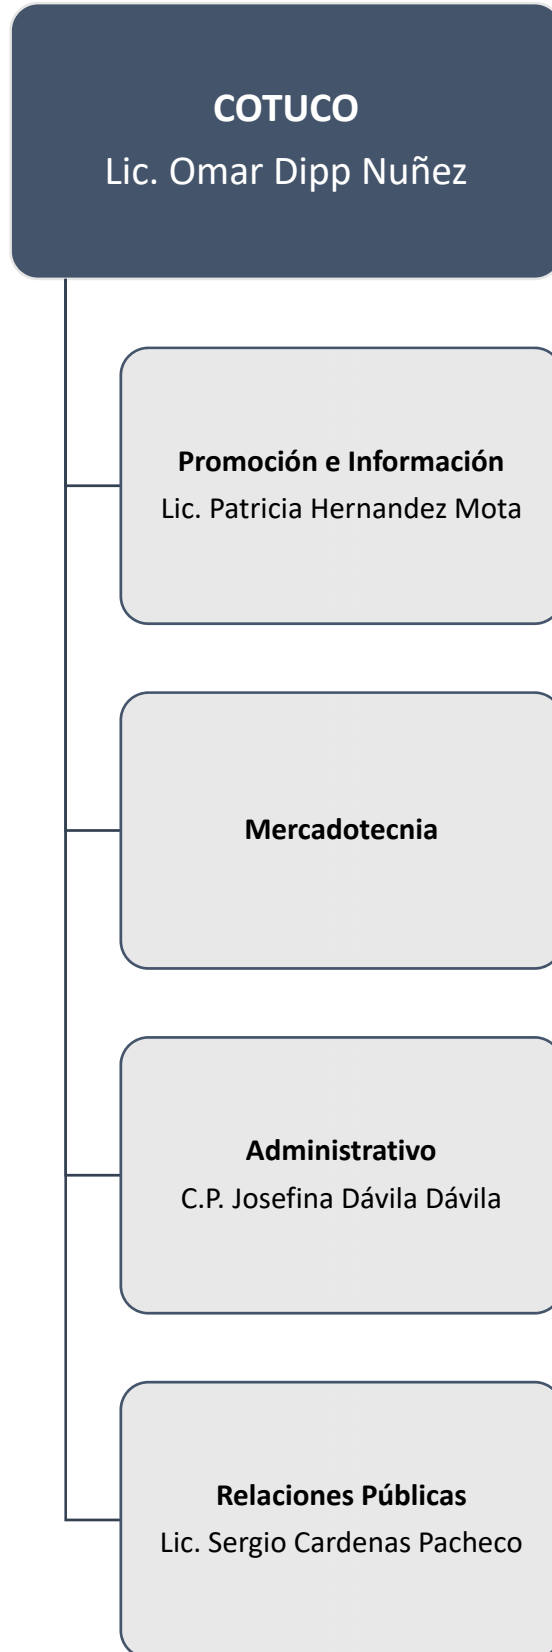 COTUCO
Lic. Omar Dipp Nuñez
Promoción e Información
Lic. Patricia Hernandez Mota
Mercadotecnia
Administrativo
C.P. Josefina Dávila Dávila
Relaciones Públicas
Lic. Sergio Cardenas Pacheco